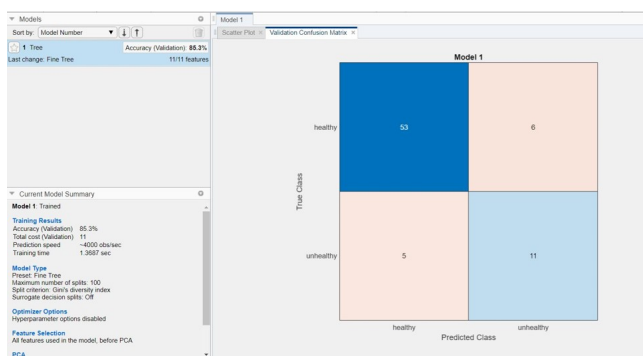 Models
Sort by: Model Number
1 Tree
Accuracy (Validation): 85.3%
Last change: Fine Tree
11/11 features
Current Model Summary
Model 1: Trained
Training Results
Accuracy (Validation) 85.3%
Total cost (Validation) 11
Prediction speed ~4000 obs/sec
Training time 1.3687 sec
Model Type
Preset: Fine Tree
Maximum number of splits: 100
Split criterion: Gini's diversity index
Surrogate decision splits: Off
Optimizer Options
Hyperparameter options disabled
Feature Selection
All features used in the model, before PCA
PCA
Model 1
Scatter Plot
Validation Confusion Matrix
Model 1
True Class
healthy
53
6
unhealthy
5
11
healthy
unhealthy
Predicted Class